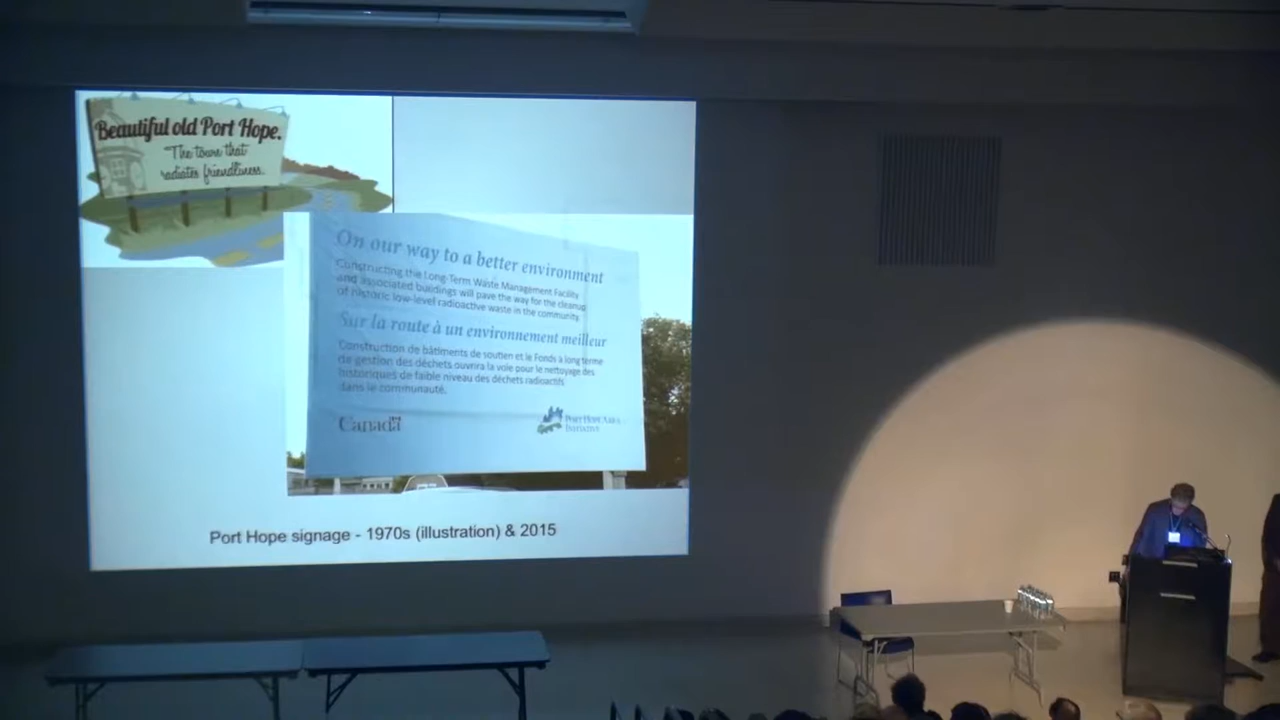 Beautiful old Port Hope.
"The town that
radiates friendliness.
On our way to a better environment
Constructing the Long-Term Waste Management Facility
and associated buildings will pave the way for the cleanup
of historic low-level radioactive waste in the community.
Sur la route à un environnement meilleur
Construction de bâtiments de soutien et le Fonds à long terme
de gestion des déchets ouvrira la voie pour le nettoyage des
historiques de faible niveau des déchets radioactifs
dans la communauté.
Canada
Port Hope Area
Initiative
Port Hope signage - 1970s (illustration) & 2015